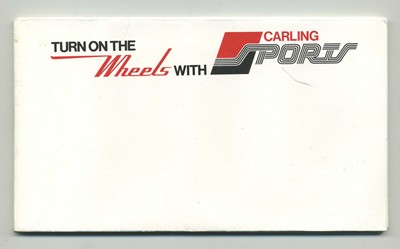 TURN ON THE
Wheels WITH
CARLING
SPORTS